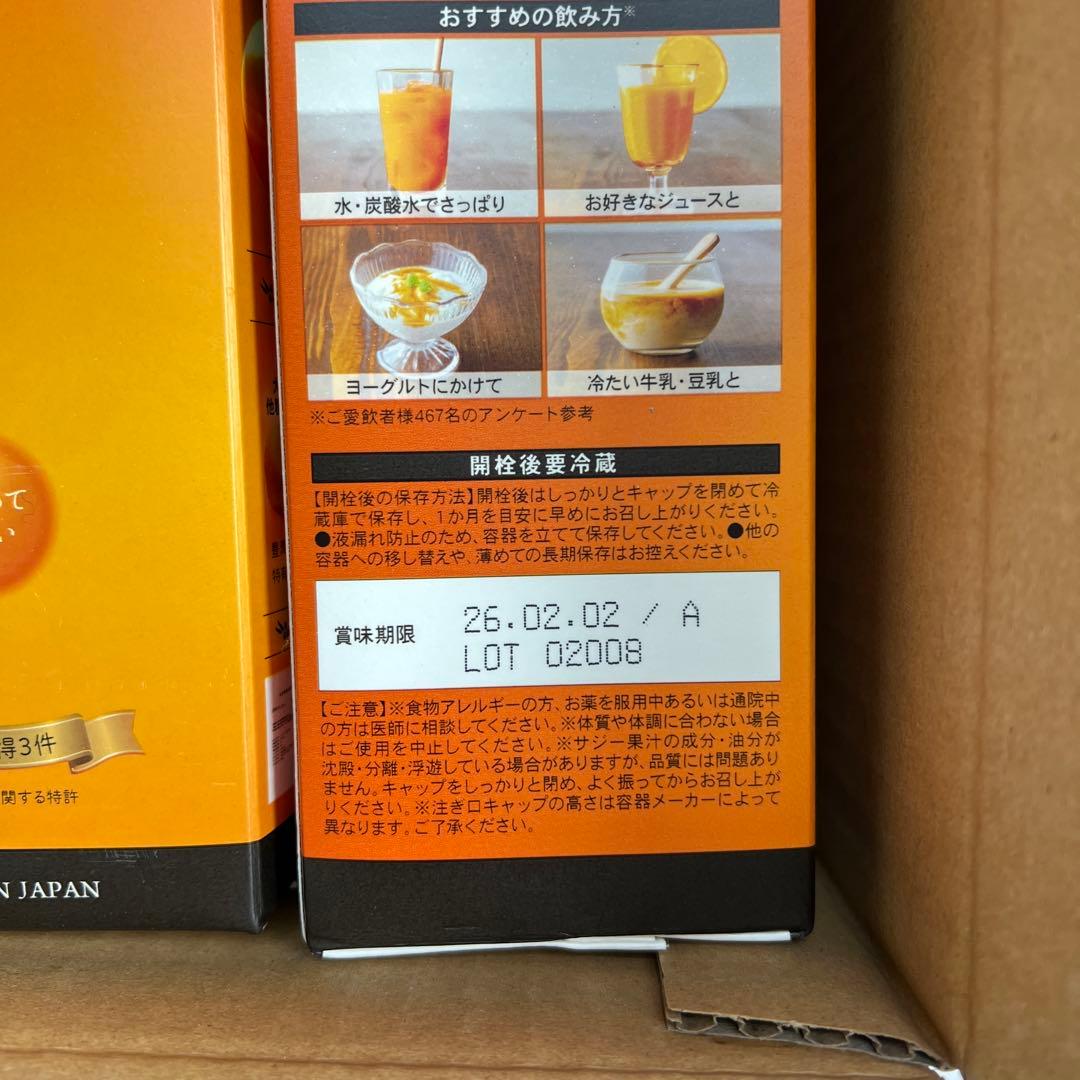 おすすめの飲み方※
水・炭酸水でさっぱり
お好きなジュースと
ヨーグルトにかけて
冷たい牛乳・豆乳と
※ご愛飲者様467名のアンケート参考
開栓後要冷蔵
【開栓後の保存方法】開栓後はしっかりとキャップを閉めて冷
蔵庫で保存し、1か月を目安に早めにお召し上がりください。
●液漏れ防止のため、容器を立てて保存してください。●他の
容器への移し替えや、薄めての長期保存はお控えください。
賞味期限
26.02.02 / A
LOT 02008
【ご注意】※食物アレルギーの方、お薬を服用中あるいは通院中
の方は医師に相談してください。※体質や体調に合わない場合
はご使用を中止してください。※サジー果汁の成分・油分が
沈殿・分離・浮遊している場合がありますが、品質には問題あり
ません。キャップをしっかりと閉め、よく振ってからお召し上が
りください。※注ぎ口キャップの高さは容器メーカーによって
異なります。ご了承ください。
って
い
得3件
関する特許
N JAPAN